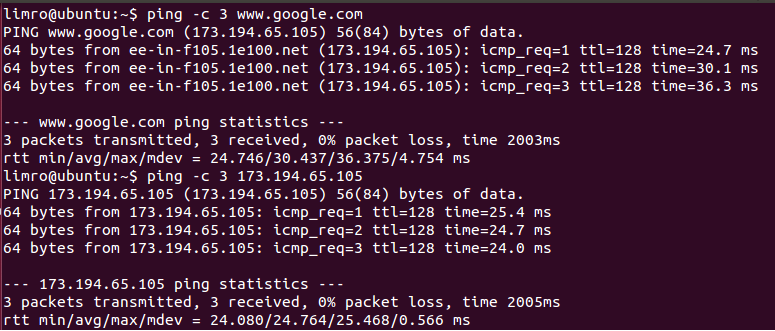 limro@ubuntu:~$ ping -c 3 www.google.com
PING www.google.com (173.194.65.105) 56(84) bytes of data.
64 bytes from ee-in-f105.1e100.net (173.194.65.105): icmp_req=1 ttl=128 time=24.7 ms
64 bytes from ee-in-f105.1e100.net (173.194.65.105): icmp_req=2 ttl=128 time=30.1 ms
64 bytes from ee-in-f105.1e100.net (173.194.65.105): icmp_req=3 ttl=128 time=36.3 ms

--- www.google.com ping statistics ---
3 packets transmitted, 3 received, 0% packet loss, time 2003ms
rtt min/avg/max/mdev = 24.746/30.437/36.375/4.754 ms
limro@ubuntu:~$ ping -c 3 173.194.65.105
PING 173.194.65.105 (173.194.65.105) 56(84) bytes of data.
64 bytes from 173.194.65.105: icmp_req=1 ttl=128 time=25.4 ms
64 bytes from 173.194.65.105: icmp_req=2 ttl=128 time=24.7 ms
64 bytes from 173.194.65.105: icmp_req=3 ttl=128 time=24.0 ms

--- 173.194.65.105 ping statistics ---
3 packets transmitted, 3 received, 0% packet loss, time 2005ms
rtt min/avg/max/mdev = 24.080/24.764/25.468/0.566 ms